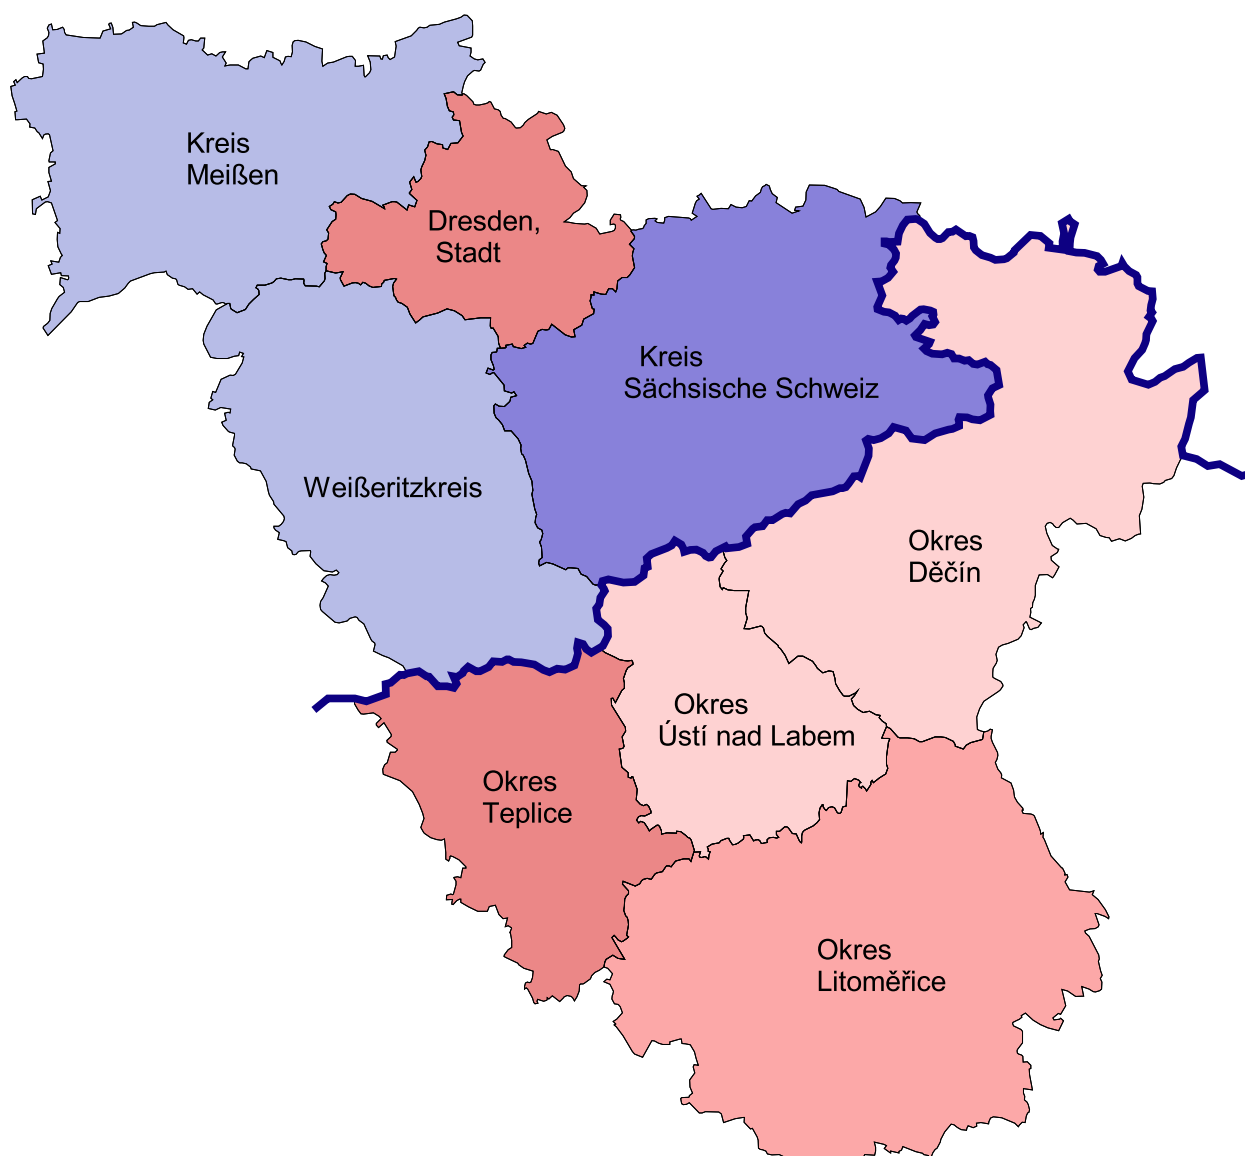 Kreis
Meißen
Dresden,
Stadt
Kreis
Sächsische Schweiz
Weißeritzkreis
Okres
Děčín
Okres
Ústí nad Labem
Okres
Teplice
Okres
Litoměřice